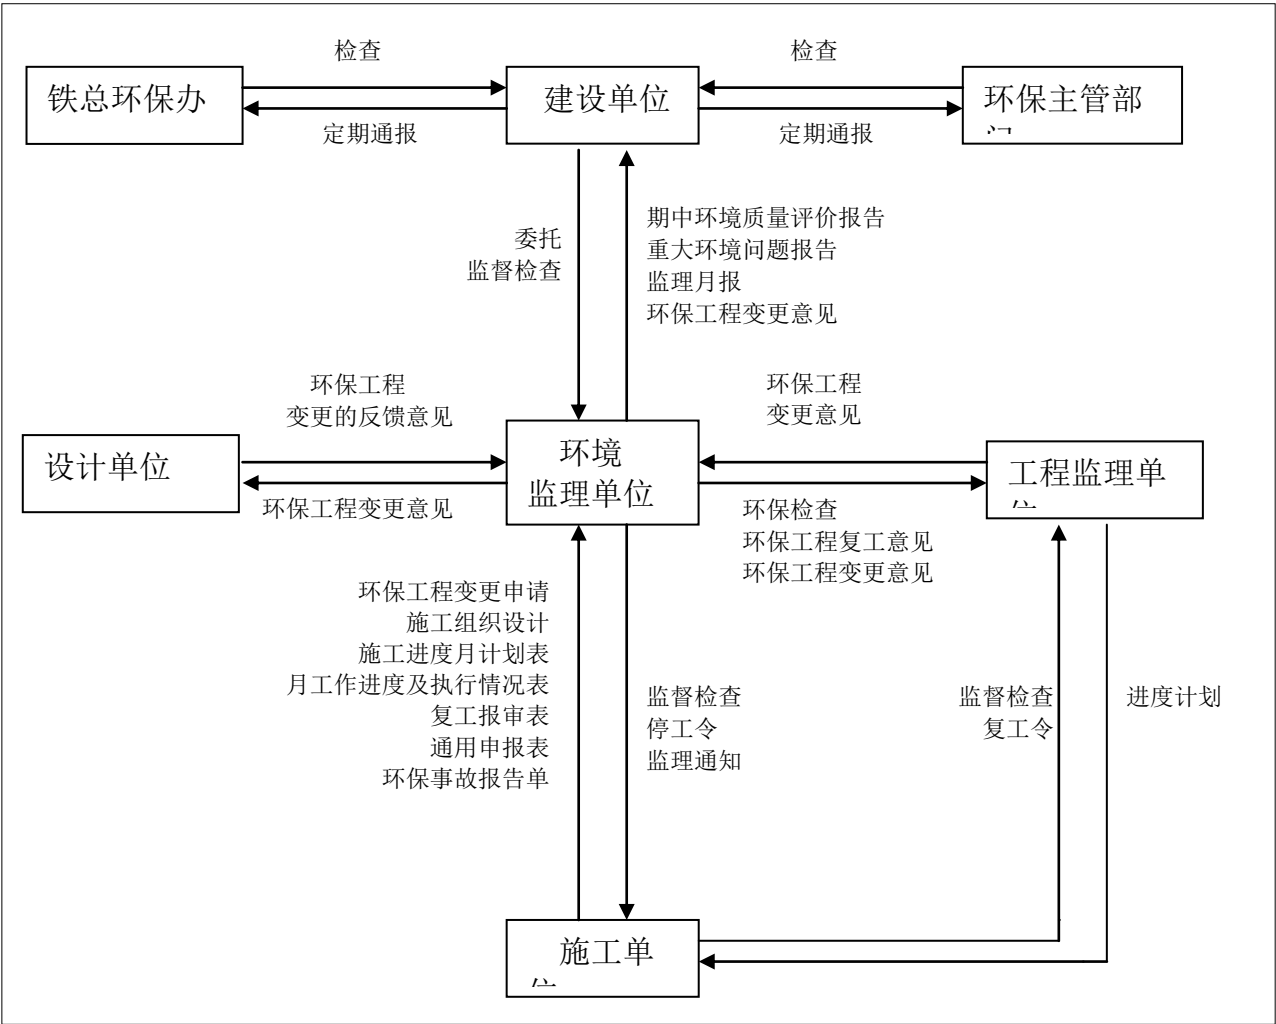 检查
检查
铁总环保办
建设单位
环保主管部
定期通报
定期通报
委托
监督检查
期中环境质量评价报告
重大环境问题报告
监理月报
环保工程变更意见
环保工程
变更的反馈意见
环保工程
变更意见
设计单位
环境
监理单位
工程监理单
环保工程变更意见
环保检查
环保工程复工意见
环保工程变更意见
环保工程变更申请
施工组织设计
施工进度月计划表
月工作进度及执行情况表
复工报审表
通用申报表
环保事故报告单
监督检查
停工令
监理通知
监督检查
复工令
进度计划
施工单